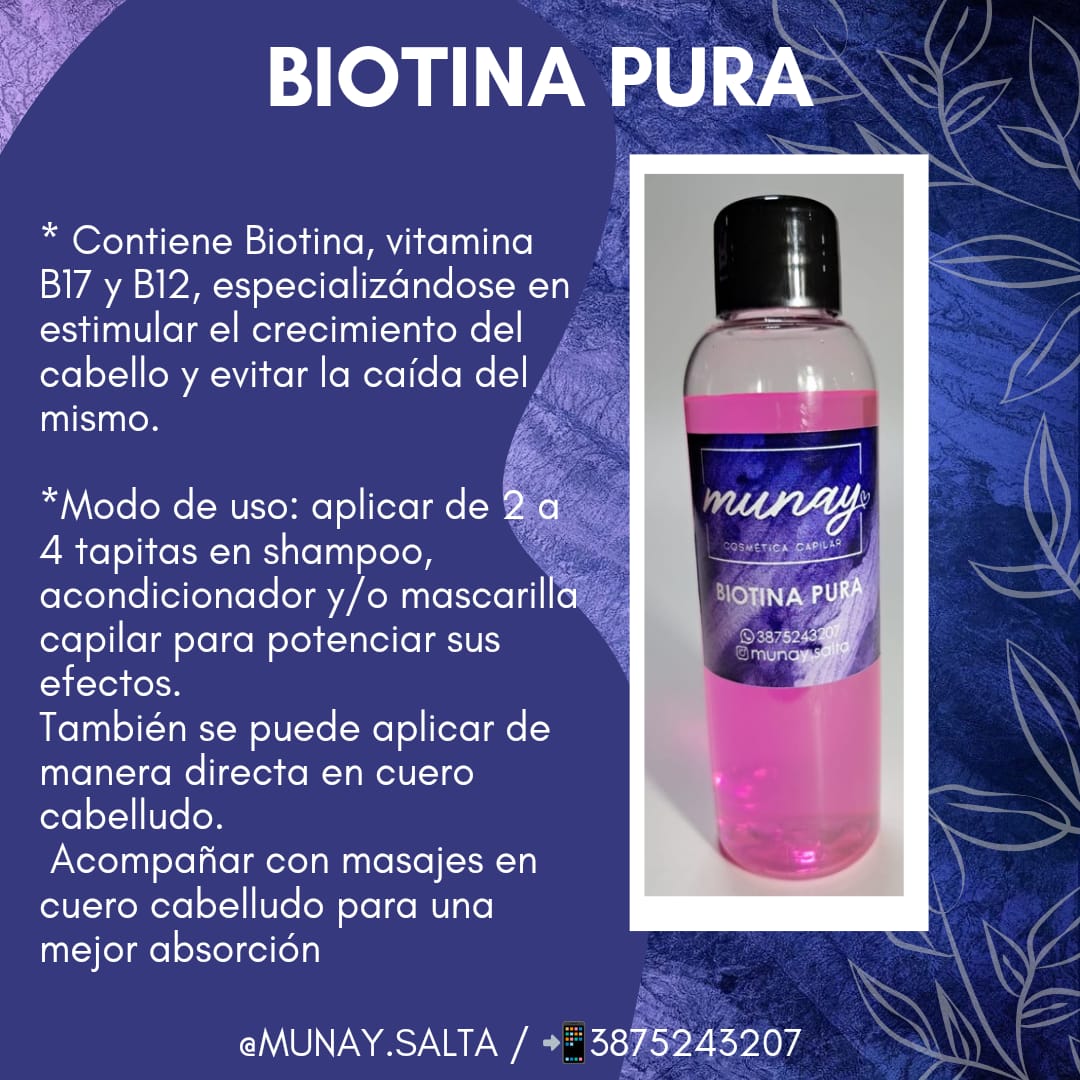 BIOTINA PURA
* Contiene Biotina, vitamina
B17 y B12, especializándose en
estimular el crecimiento del
cabello y evitar la caída del
mismo.
*Modo de uso: aplicar de 2 a
4 tapitas en shampoo,
acondicionador y/o mascarilla
capilar para potenciar sus
efectos.
También se puede aplicar de
manera directa en cuero
cabelludo.
Acompañar con masajes en
cuero cabelludo para una
mejor absorción
munay
COSMÉTICA CAPILAR
BIOTINA PURA
3875243207
munay.salta
@MUNAY.SALTA / 📲3875243207